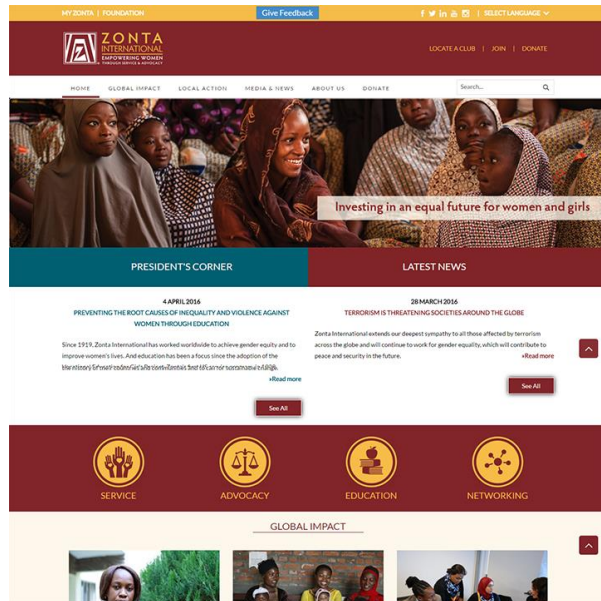 MY ZONTA | FOUNDATION
Give Feedback
SELECT LANGUAGE
ZONTA
INTERNATIONAL
EMPOWERING WOMEN
THROUGH SERVICE & ADVOCACY
LOCATE A CLUB | JOIN | DONATE
HOME GLOBAL IMPACT LOCAL ACTION MEDIA & NEWS ABOUT US DONATE
Search...
Investing in an equal future for women and girls
PRESIDENT'S CORNER
4 APRIL 2016
PREVENTING THE ROOT CAUSES OF INEQUALITY AND VIOLENCE AGAINST
WOMEN THROUGH EDUCATION
Since 1919, Zonta International has worked worldwide to achieve gender equity and to
improve women's lives. And education has been a focus since the adoption of the
»Read more
See All
LATEST NEWS
28 MARCH 2016
TERRORISM IS THREATENING SOCIETIES AROUND THE GLOBE
Zonta International extends our deepest sympathy to all those affected by terrorism
across the globe and will continue to work for gender equality, which will contribute to
peace and security in the future.
»Read more
See All
SERVICE
ADVOCACY
EDUCATION
NETWORKING
GLOBAL IMPACT